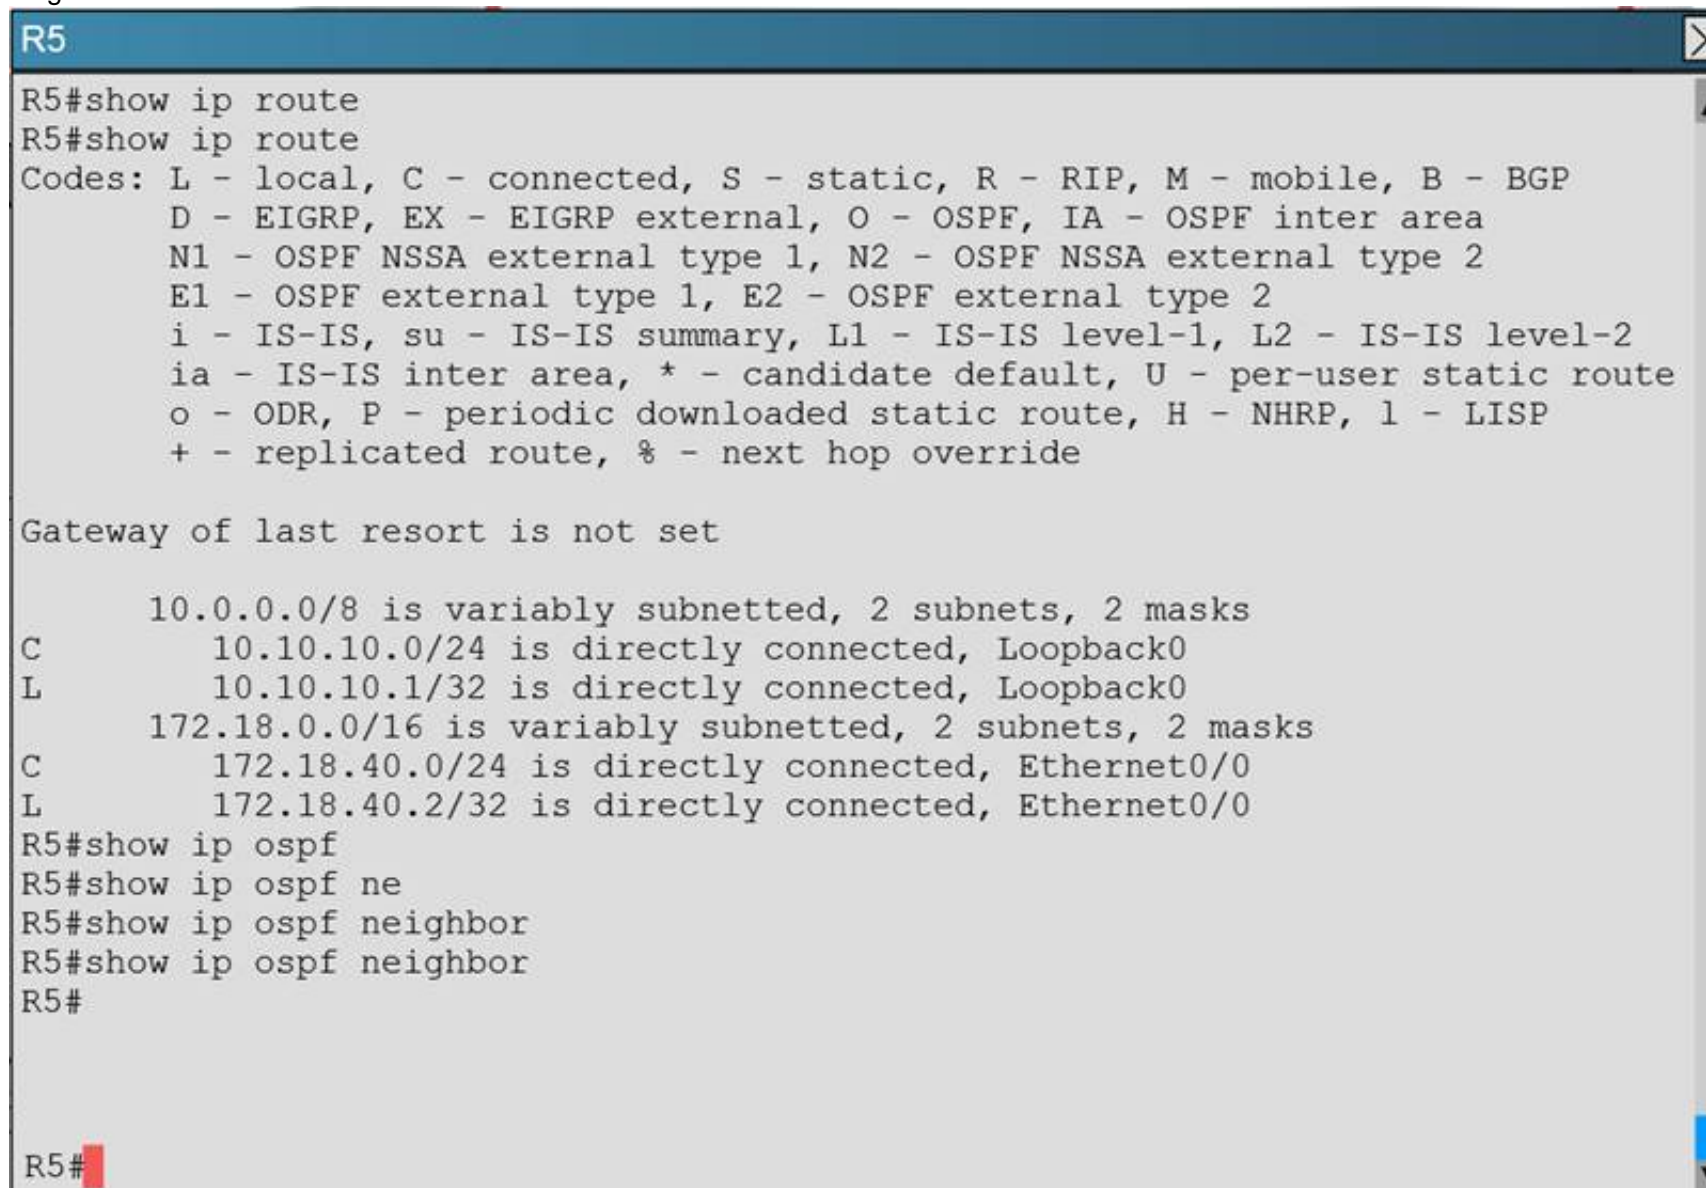 R5
R5#show ip route
R5#show ip route
Codes: L - local, C - connected, S - static, R - RIP, M - mobile, B - BGP
       D - EIGRP, EX - EIGRP external, O - OSPF, IA - OSPF inter area
       N1 - OSPF NSSA external type 1, N2 - OSPF NSSA external type 2
       E1 - OSPF external type 1, E2 - OSPF external type 2
       i - IS-IS, su - IS-IS summary, L1 - IS-IS level-1, L2 - IS-IS level-2
       ia - IS-IS inter area, * - candidate default, U - per-user static route
       o - ODR, P - periodic downloaded static route, H - NHRP, l - LISP
       + - replicated route, % - next hop override
Gateway of last resort is not set
      10.0.0.0/8 is variably subnetted, 2 subnets, 2 masks
C        10.10.10.0/24 is directly connected, Loopback0
L        10.10.10.1/32 is directly connected, Loopback0
      172.18.0.0/16 is variably subnetted, 2 subnets, 2 masks
C        172.18.40.0/24 is directly connected, Ethernet0/0
L        172.18.40.2/32 is directly connected, Ethernet0/0
R5#show ip ospf
R5#show ip ospf ne
R5#show ip ospf neighbor
R5#show ip ospf neighbor
R5#
R5#